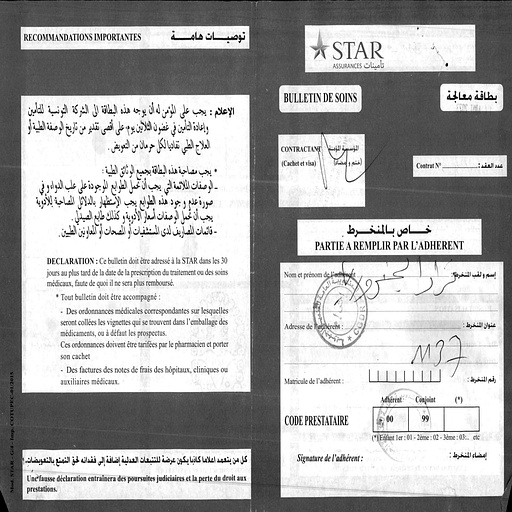 RECOMMANDATIONS IMPORTANTES
توصيــات هامــة
الإعلام : يجب على المؤمن له أن يوجه هذه البطاقة الى الشركة التونسية للتأمين
وإعادة التأمين في غضون الثلاثين يوم على أقصى تقدير من تاريخ الوصفة الطبية أو
العلاج الطبي تفاديا لكل حرمان من التعويض.
* يجب مصاحبة هذه البطاقة بجميع الوثائق الطبية :
- الوصفات الملائمة التي يجب أن تحمل الطوابع الموجودة على علب الدواء و في
صورة عدم وجود هذه الطوابع يجب الاستظهار بالدلائل المصاحبة للأدوية
يجب أن تحمل الوصفات أسعار الأدوية و كذلك طابع الصيدلي.
- قائمات المصاريف لدى المستشفيات أو المصحات أو المعاونين الطبيين.
DECLARATION : Ce bulletin doit être adressé à la STAR dans les 30
jours au plus tard de la date de la prescription du traitement ou des soins
médicaux, faute de quoi il ne sera plus remboursé.
* Tout bulletin doit être accompagné :
- Des ordonnances médicales correspondantes sur lesquelles
seront collées les vignettes qui se trouvent dans l'emballage des
médicaments, ou à défaut les prospectus.
Ces ordonnances doivent être tarifées par le pharmacien et porter
son cachet
- Des factures des notes de frais des hôpitaux, cliniques ou
auxiliaires médicaux.
كل من يتعمد اعلاما كاذبا يكون عرضة للتتبعات العدلية إضافة إلى فقدانه حق التمتع بالتعويضات.
Une fausse déclaration entraînera des poursuites judiciaires et la perte du droit aux
prestations.
STAR
ASSURANCES تأمينات
BULLETIN DE SOINS
بطاقة معالجة
CONTRACTANT
المؤسسة المؤمنة
(Cachet et visa)
(ختم و إمضاء)
Contrat N°
عدد العقد :
خــاص بالمنخــرط
PARTIE A REMPLIR PAR L'ADHERENT
Nom et prénom de l'adhérent
إسم و لقب المنخرط :
Adresse de l'adhérent :
عنوان المنخرط :
1137
Matricule de l'adhérent :
رقم المنخرط :
Adhérent Conjoint (*)
CODE PRESTATAIRE
00 99
(*) Enfant 1er : 01 - 2ème : 02 - 3ème : 03... etc
Signature de l'adhérent :
إمضاء المنخرط :